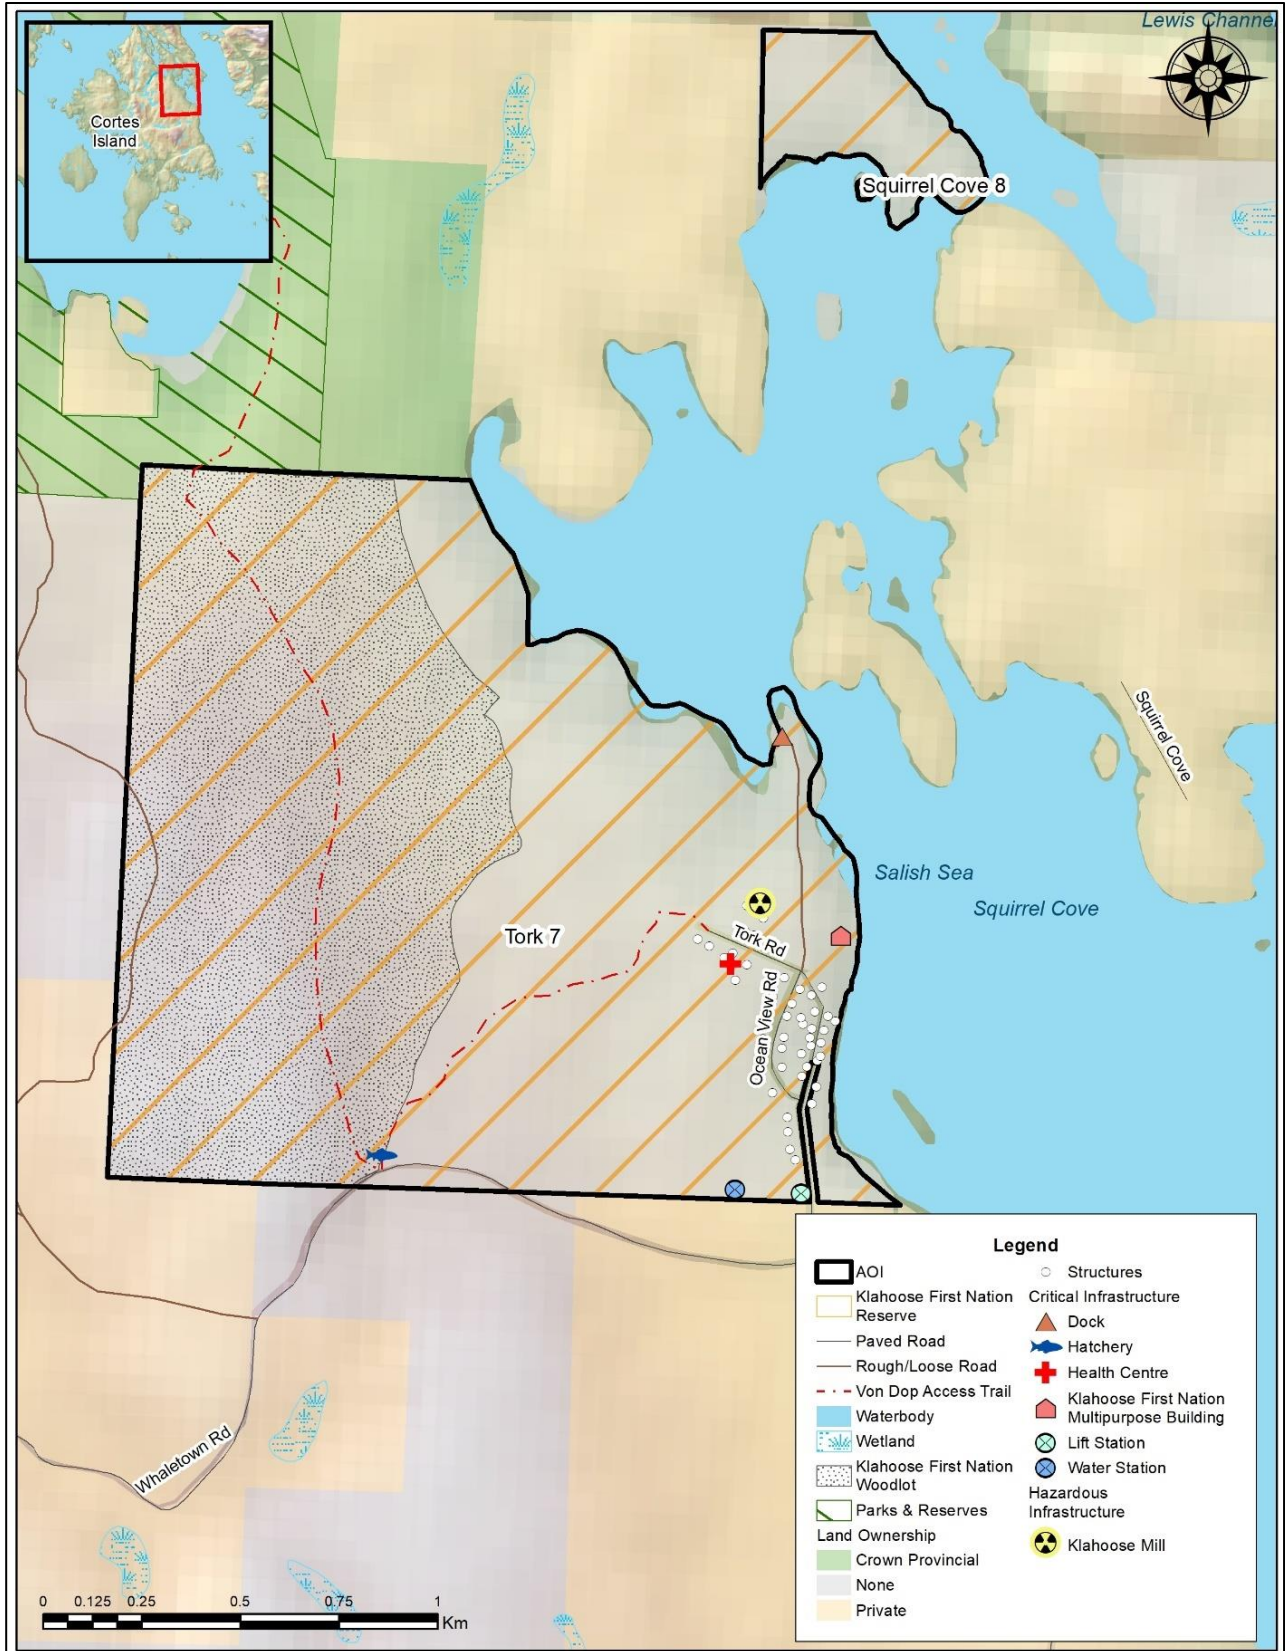 Lewis Channel
Cortes
Island
Squirrel Cove 8
Squirrel Cove
Salish Sea
Squirrel Cove
Tork 7
Tork Rd
Ocean View Rd
Whaletown Rd
Legend
AOI
Klahoose First Nation
Reserve
Paved Road
Rough/Loose Road
Von Dop Access Trail
Waterbody
Wetland
Klahoose First Nation
Woodlot
Parks & Reserves
Land Ownership
Crown Provincial
None
Private
Structures
Critical Infrastructure
Dock
Hatchery
Health Centre
Klahoose First Nation
Multipurpose Building
Lift Station
Water Station
Hazardous
Infrastructure
Klahoose Mill
0 0.125 0.25 0.5 0.75 1
Km